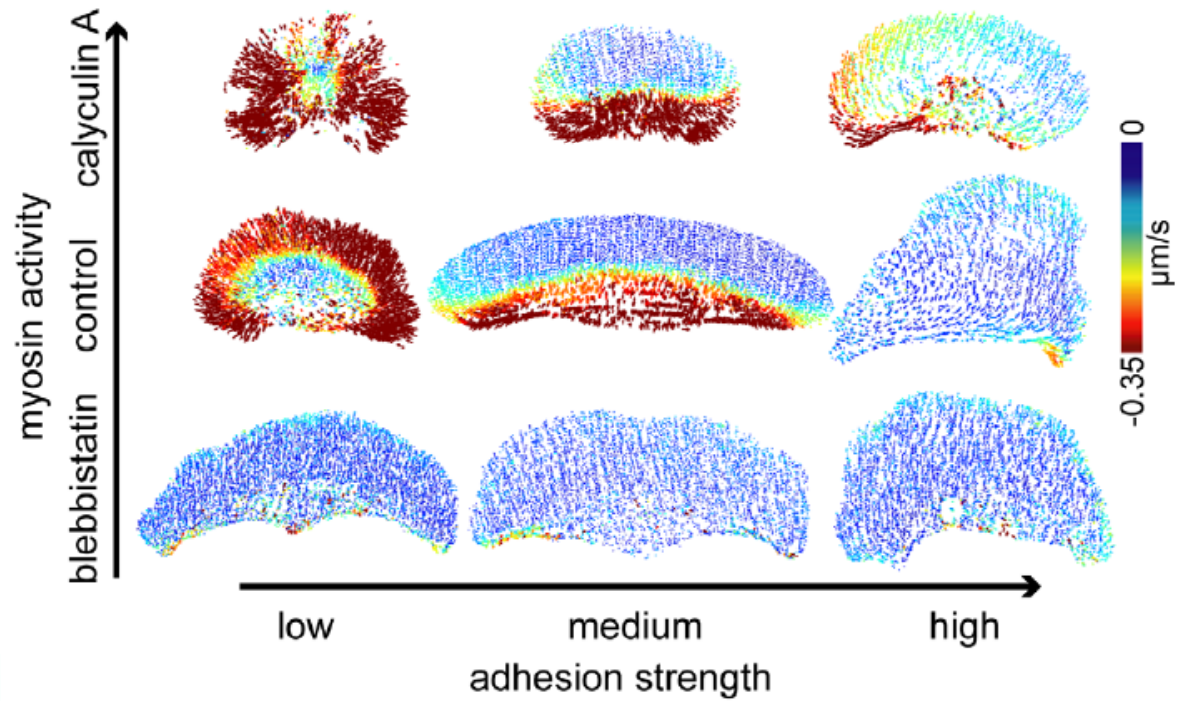 calyculin A
control
blebbistatin
myosin activity
0
-0.35
μm/s
low
medium
high
adhesion strength